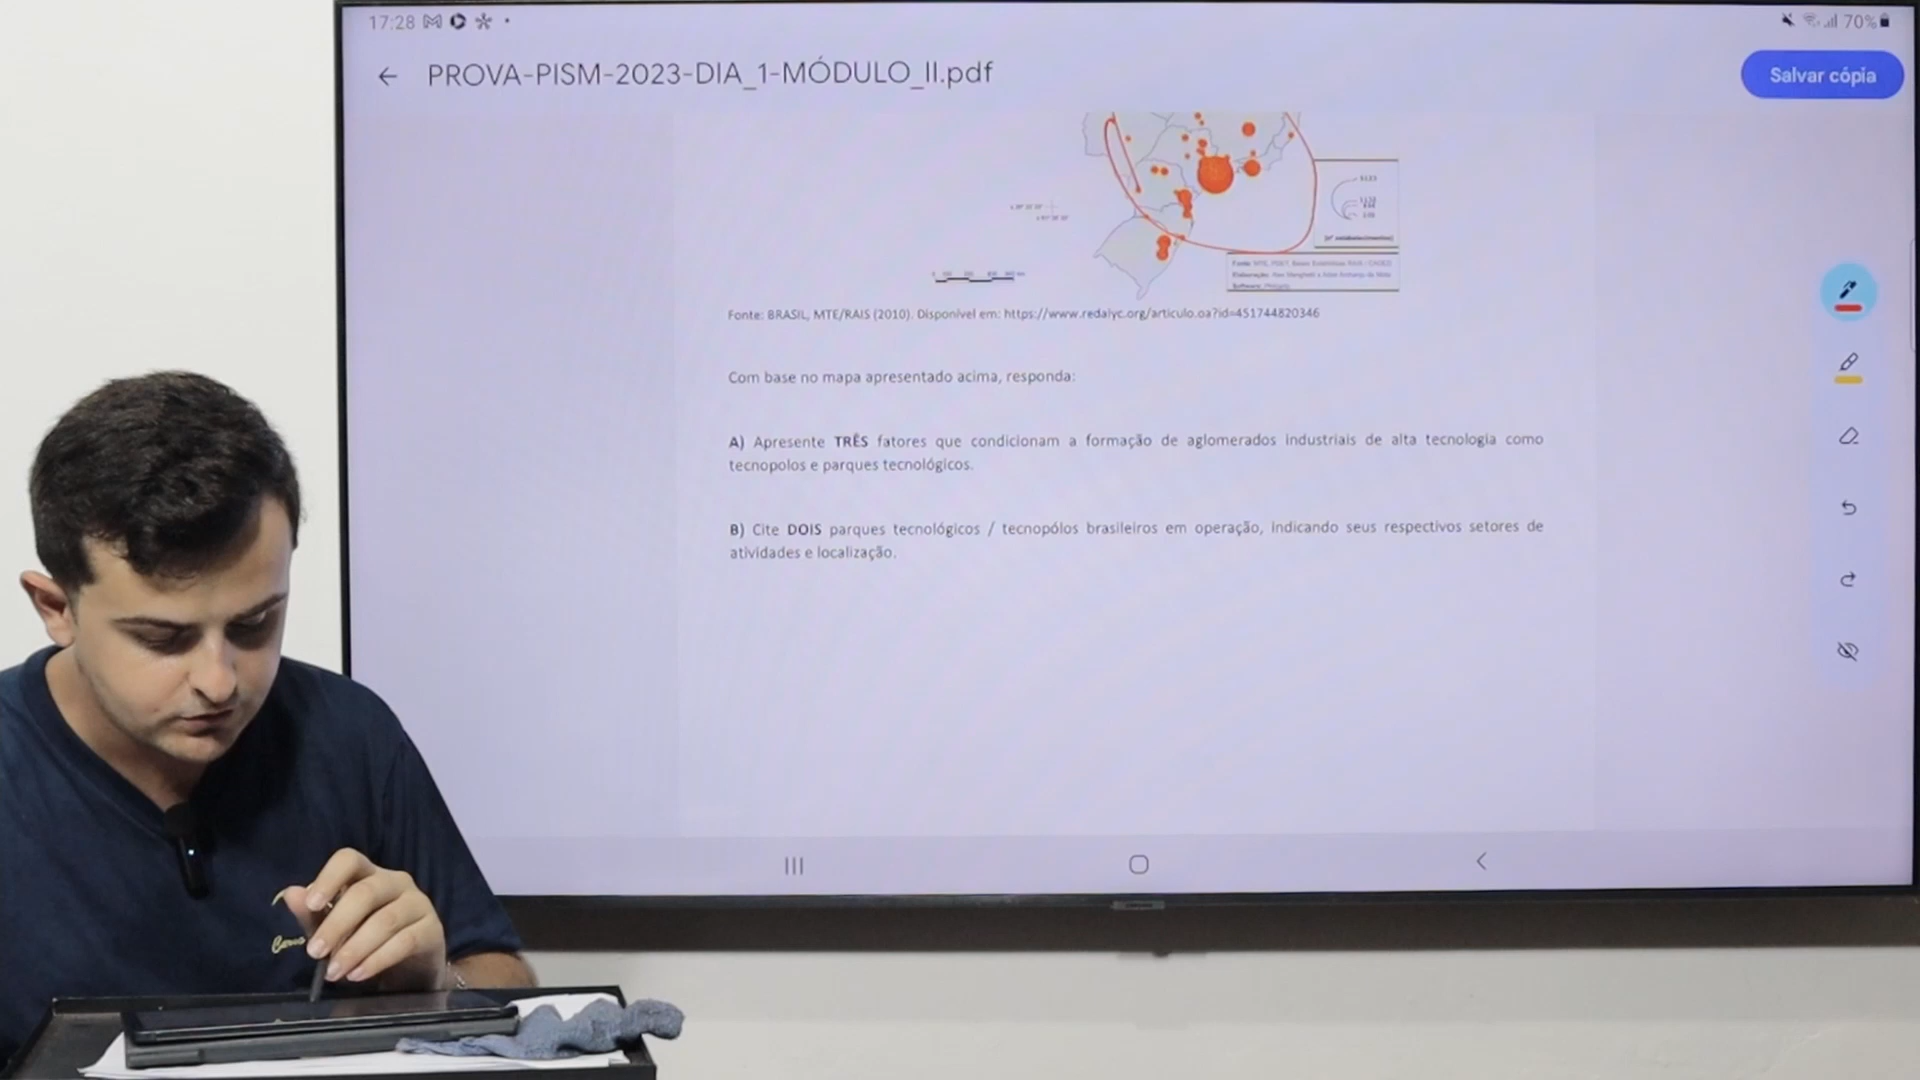 17:28
70%
← PROVA-PISM-2023-DIA_1-MÓDULO_II.pdf
Salvar cópia
Fonte: BRASIL, MTE/RAIS (2010). Disponível em: https://www.redalyc.org/articulo.oa?id=451744820346
Com base no mapa apresentado acima, responda:
A) Apresente TRÊS fatores que condicionam a formação de aglomerados industriais de alta tecnologia como
tecnopolos e parques tecnológicos.
B) Cite DOIS parques tecnológicos / tecnopólos brasileiros em operação, indicando seus respectivos setores de
atividades e localização.